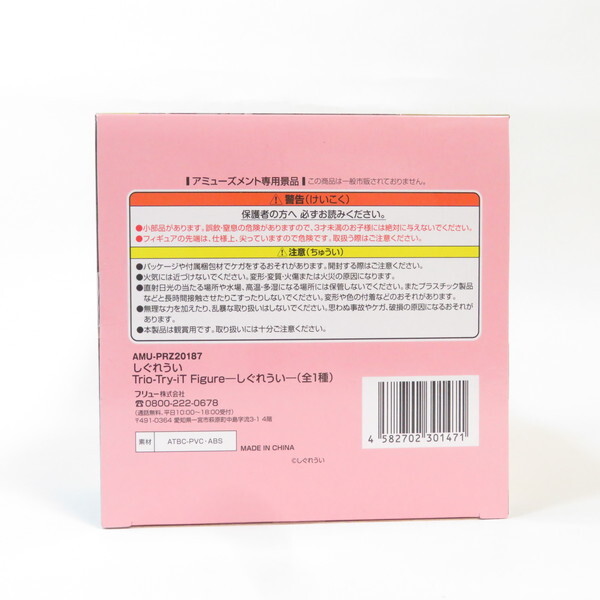 アミューズメント専用景品 この商品は一般市販されておりません。
警告(けいこく)
保護者の方へ 必ずお読みください。
●小部品があります。誤飲・窒息の危険がありますので、3才未満のお子様には絶対に与えないでください。
●フィギュアの先端は、仕様上、尖っていますので危険です。取扱う際はご注意ください。
注意(ちゅうい)
●パッケージや付属梱包材でケガをするおそれがあります。開封する際はご注意ください。
●火気には近づけないでください。変形・変質・火傷または火災の原因になります。
●直射日光の当たる場所や水場、高温・多湿になる場所には保管しないでください。またプラスチック製品
などと長時間接触させたりこすったりしないでください。変形や色の付着などのおそれがあります。
●無理な力を加えたり、乱暴な取り扱いはしないでください。思わぬ事故やケガ、破損の原因になるおそれが
あります。
●本製品は観賞用です。取り扱いには十分ご注意ください。
AMU-PRZ20187
しぐれうい
Trio-Try-iT Figure—しぐれうい—(全1種)
フリュー株式会社
☎0800-222-0678
(通話無料、平日10:00〜16:00受付)
〒491-0364 愛知県一宮市萩原町中島字流3-1 4階
素材 ATBC-PVC・ABS
MADE IN CHINA
4 582702 301471
©しぐれうい